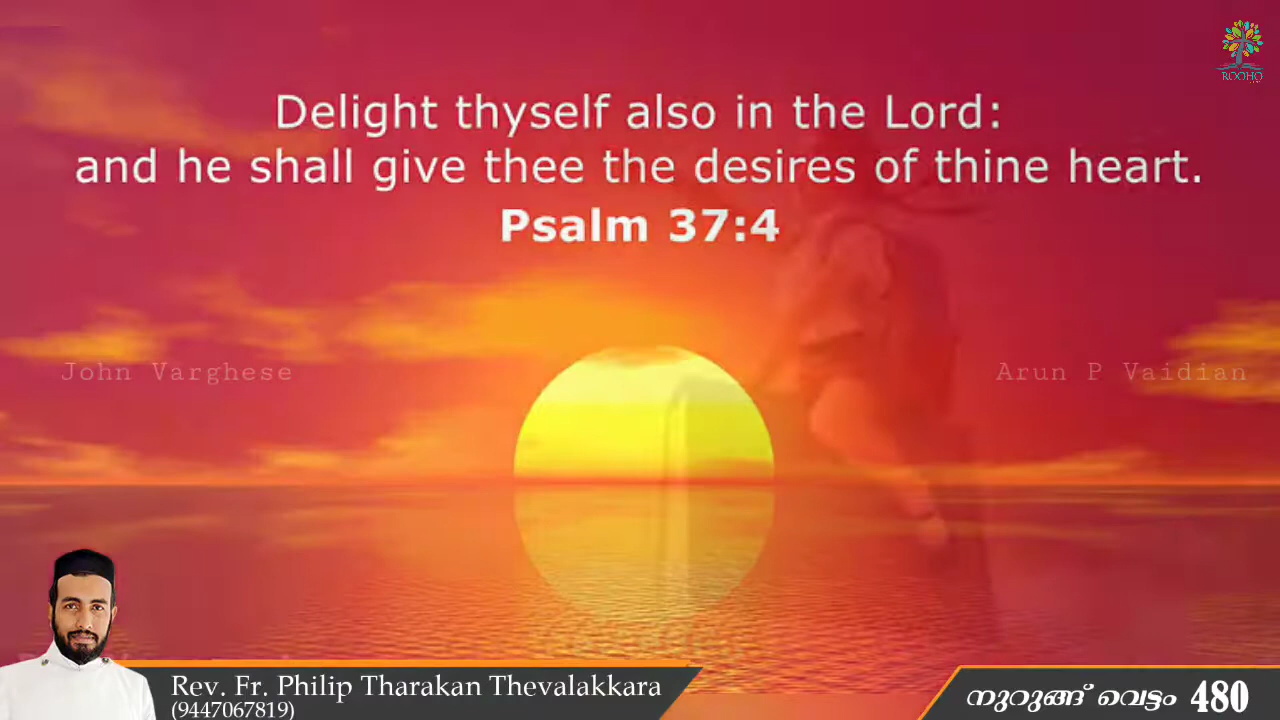 ROOHO
Delight thyself also in the Lord:
and he shall give thee the desires of thine heart.
Psalm 37:4
John Varghese
Arun P Vaidian
Rev. Fr. Philip Tharakan Thevalakkara
(9447067819)
നുറുങ്ങ് വെട്ടം 480